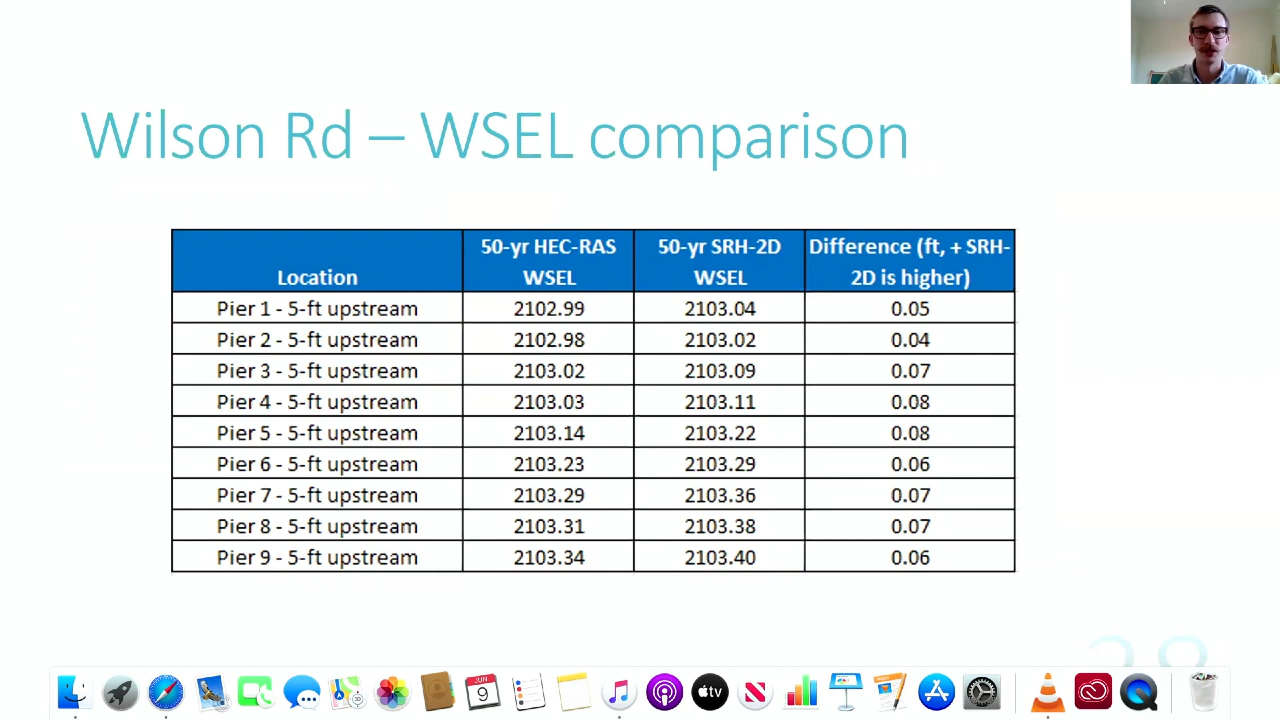 Wilson Rd – WSEL comparison
Location 50-yr HEC-RAS WSEL 50-yr SRH-2D WSEL Difference (ft, + SRH-2D is higher)
Pier 1 - 5-ft upstream 2102.99 2103.04 0.05
Pier 2 - 5-ft upstream 2102.98 2103.02 0.04
Pier 3 - 5-ft upstream 2103.02 2103.09 0.07
Pier 4 - 5-ft upstream 2103.03 2103.11 0.08
Pier 5 - 5-ft upstream 2103.14 2103.22 0.08
Pier 6 - 5-ft upstream 2103.23 2103.29 0.06
Pier 7 - 5-ft upstream 2103.29 2103.36 0.07
Pier 8 - 5-ft upstream 2103.31 2103.38 0.07
Pier 9 - 5-ft upstream 2103.34 2103.40 0.06
JUN
9
tv